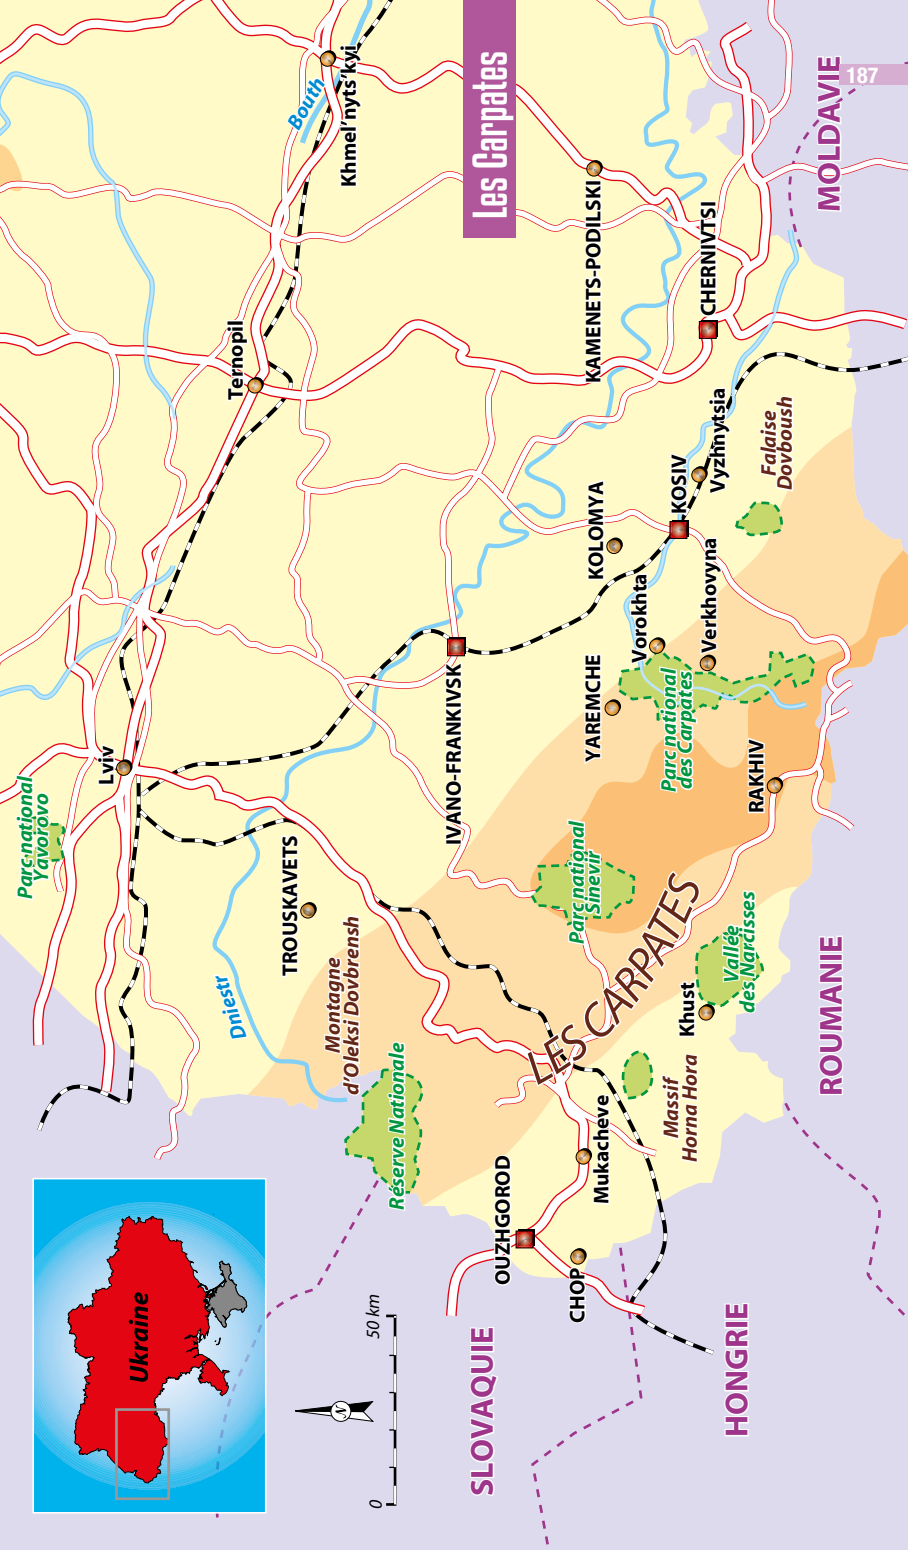 Les Carpates
187
Parc national
Yavorovo
Lviv
Ternopil
Khmel'nyts'kyi
Bouth
TROUSKAVETS
Dniestr
Montagne
d'Oleksi Dovbrensh
Réserve Nationale
IVANO-FRANKIVSK
KAMENETS-PODILSKI
CHERNIVTSI
MOLDAVIE
KOLOMYA
KOSIV
Vyzhnytsia
Falaise
Dovboush
Vorokhta
Verkhovyna
YAREMCHE
Parc national
des Carpates
RAKHIV
Parc national
Sinevir
LES CARPATES
Vallée
des Narcisses
Khust
Massif
Horna Hora
Mukacheve
OUZHGOROD
CHOP
ROUMANIE
SLOVAQUIE
HONGRIE
Ukraine
N
0
50 km